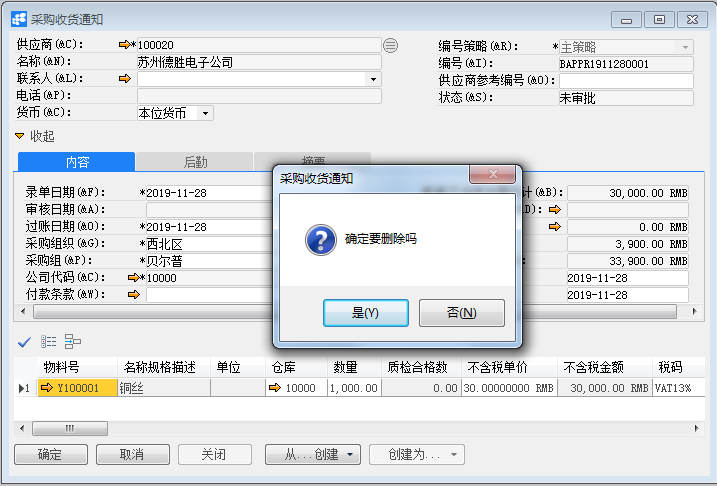 采购收货通知
供应商(&C): *100020
名称(&N): 苏州德胜电子公司
联系人(&L):
电话(&P):
货币(&C): 本位货币
编号策略(&R): *主策略
编号(&I): BAPPR1911280001
供应商参考编号(&O):
状态(&S): 未审批
收起
内容 后勤 摘要
录单日期(&F): *2019-11-28
审核日期(&A):
过账日期(&O): *2019-11-28
采购组织(&G): *西北区
采购组(&P): *贝尔普
公司代码(&C): *10000
付款条款(&W):
计(&B): 30,000.00 RMB
D):
0.00 RMB
3,900.00 RMB
33,900.00 RMB
2019-11-28
2019-11-28
采购收货通知
确定要删除吗
是(Y) 否(N)
物料号 名称规格描述 单位 仓库 数量 质检合格数 不含税单价 不含税金额 税码
1 Y100001 铜丝 10000 1,000.00 0.00 30.00000000 RMB 30,000.00 RMB VAT13%
确定 取消 关闭 从...创建 创建为...